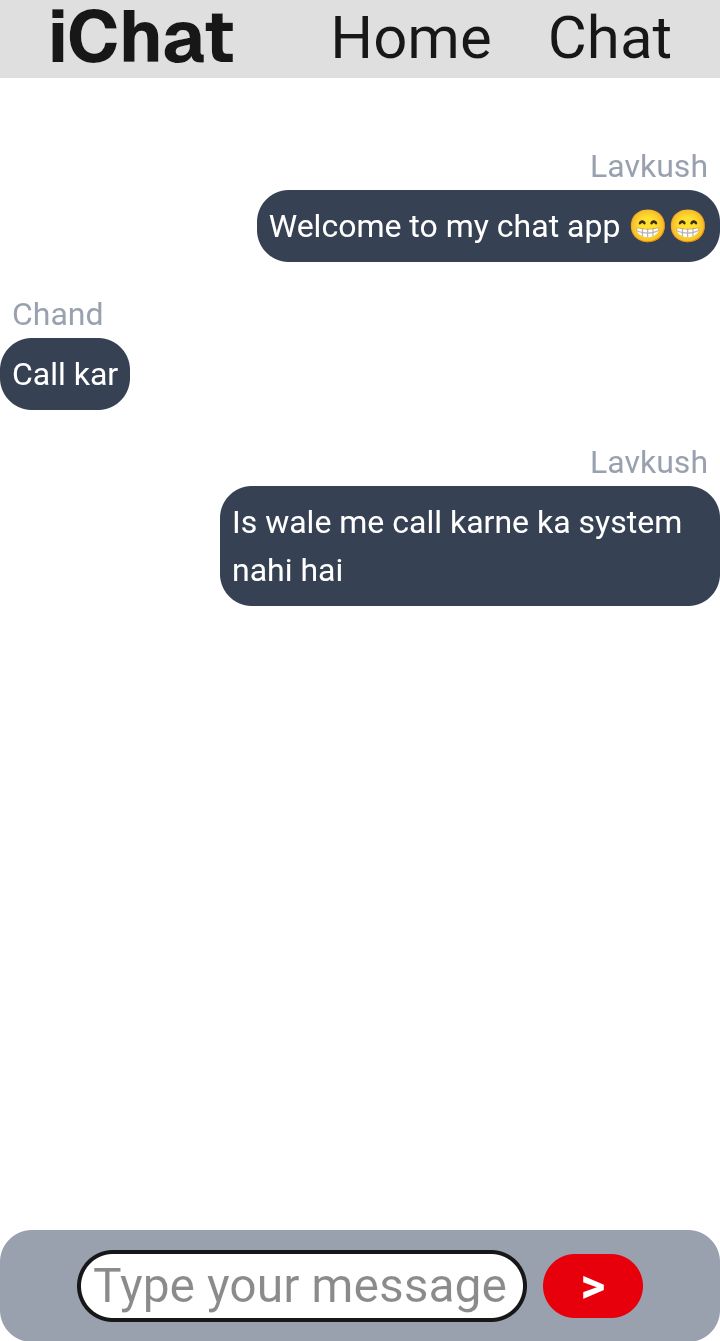 iChat Home Chat
Lavkush
Welcome to my chat app 😁😁
Chand
Call kar
Lavkush
Is wale me call karne ka system
nahi hai
Type your message
>